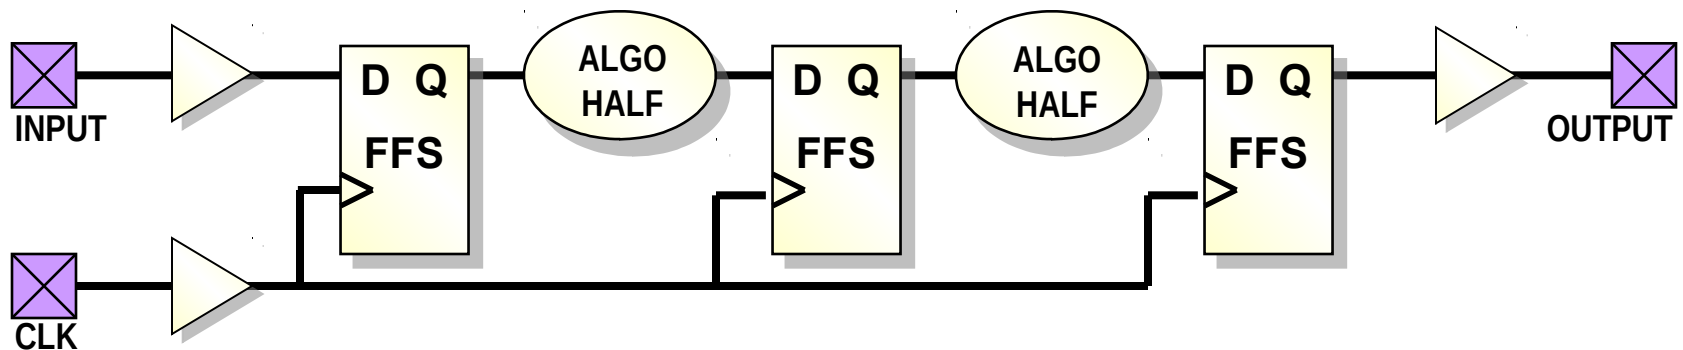 D Q
ALGO
HALF
D Q
ALGO
HALF
D Q
INPUT
OUTPUT
FFS
FFS
FFS
CLK